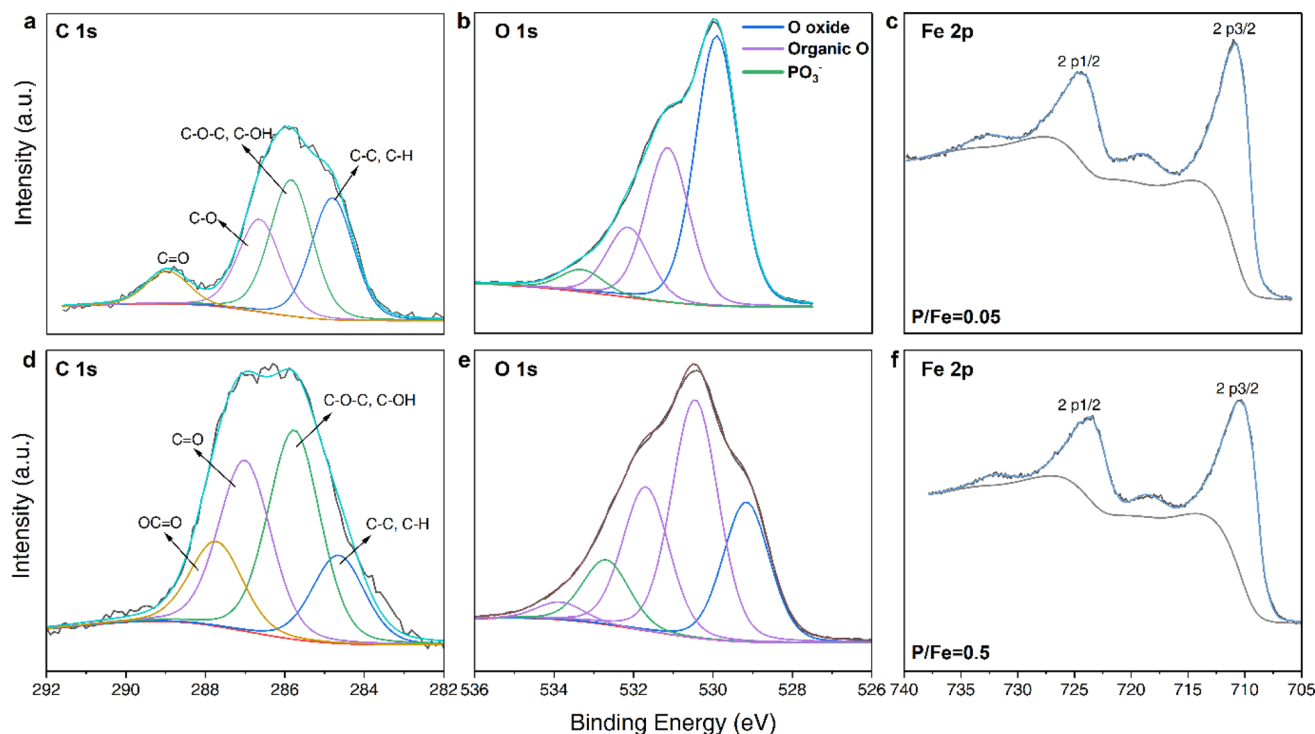 a
C 1s
C-O-C, C-OH
C-C, C-H
C-O
C=O
b
O 1s
O oxide
Organic O
PO₃⁻
c
Fe 2p
2 p3/2
2 p1/2
P/Fe=0.05
Intensity (a.u.)
d
C 1s
C-O-C, C-OH
C=O
OC=O
C-C, C-H
e
O 1s
f
Fe 2p
2 p3/2
2 p1/2
P/Fe=0.5
Intensity (a.u.)
292 290 288 286 284 282
536 534 532 530 528 526
740 735 730 725 720 715 710 705
Binding Energy (eV)